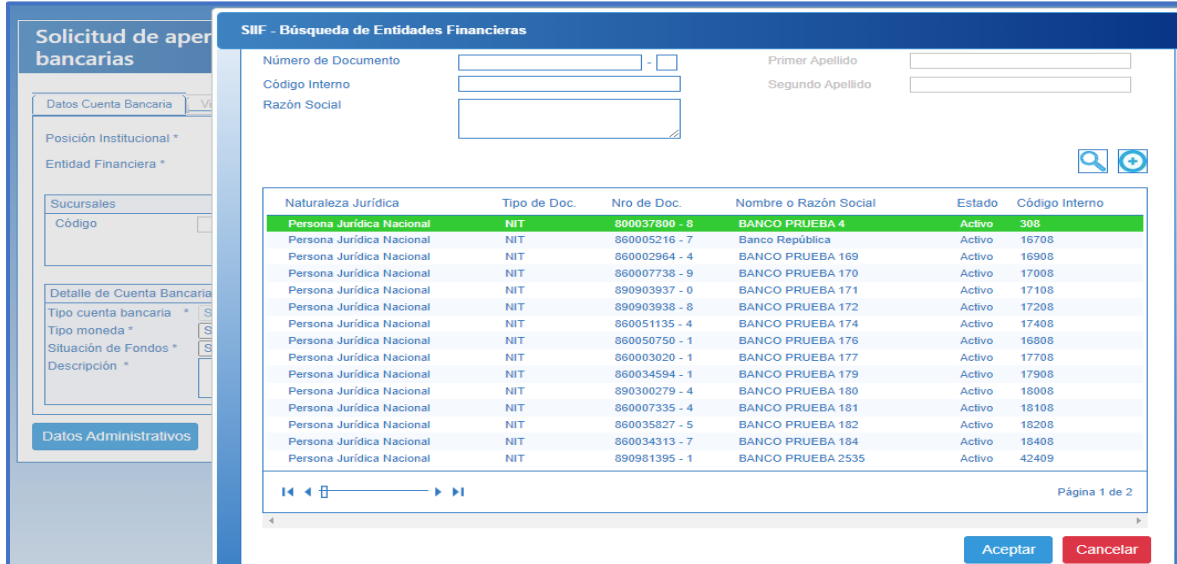 Solicitud de aper
bancarias
Datos Cuenta Bancaria
Vi
Posición Institucional *
Entidad Financiera *
Sucursales
Código
Detalle de Cuenta Bancaria
Tipo cuenta bancaria * S
Tipo moneda * S
Situación de Fondos * S
Descripción *
Datos Administrativos
SIIF - Búsqueda de Entidades Financieras
Número de Documento - Primer Apellido
Código Interno Segundo Apellido
Razón Social
Naturaleza Jurídica Tipo de Doc. Nro de Doc. Nombre o Razón Social Estado Código Interno
Persona Jurídica Nacional NIT 800037800 - 8 BANCO PRUEBA 4 Activo 308
Persona Jurídica Nacional NIT 860005216 - 7 Banco República Activo 16708
Persona Jurídica Nacional NIT 860002964 - 4 BANCO PRUEBA 169 Activo 16908
Persona Jurídica Nacional NIT 860007738 - 9 BANCO PRUEBA 170 Activo 17008
Persona Jurídica Nacional NIT 890903937 - 0 BANCO PRUEBA 171 Activo 17108
Persona Jurídica Nacional NIT 890903938 - 8 BANCO PRUEBA 172 Activo 17208
Persona Jurídica Nacional NIT 860051135 - 4 BANCO PRUEBA 174 Activo 17408
Persona Jurídica Nacional NIT 860050750 - 1 BANCO PRUEBA 176 Activo 16808
Persona Jurídica Nacional NIT 860003020 - 1 BANCO PRUEBA 177 Activo 17708
Persona Jurídica Nacional NIT 860034594 - 1 BANCO PRUEBA 179 Activo 17908
Persona Jurídica Nacional NIT 890300279 - 4 BANCO PRUEBA 180 Activo 18008
Persona Jurídica Nacional NIT 860007335 - 4 BANCO PRUEBA 181 Activo 18108
Persona Jurídica Nacional NIT 860035827 - 5 BANCO PRUEBA 182 Activo 18208
Persona Jurídica Nacional NIT 860034313 - 7 BANCO PRUEBA 184 Activo 18408
Persona Jurídica Nacional NIT 890981395 - 1 BANCO PRUEBA 2535 Activo 42409
Página 1 de 2
Aceptar Cancelar